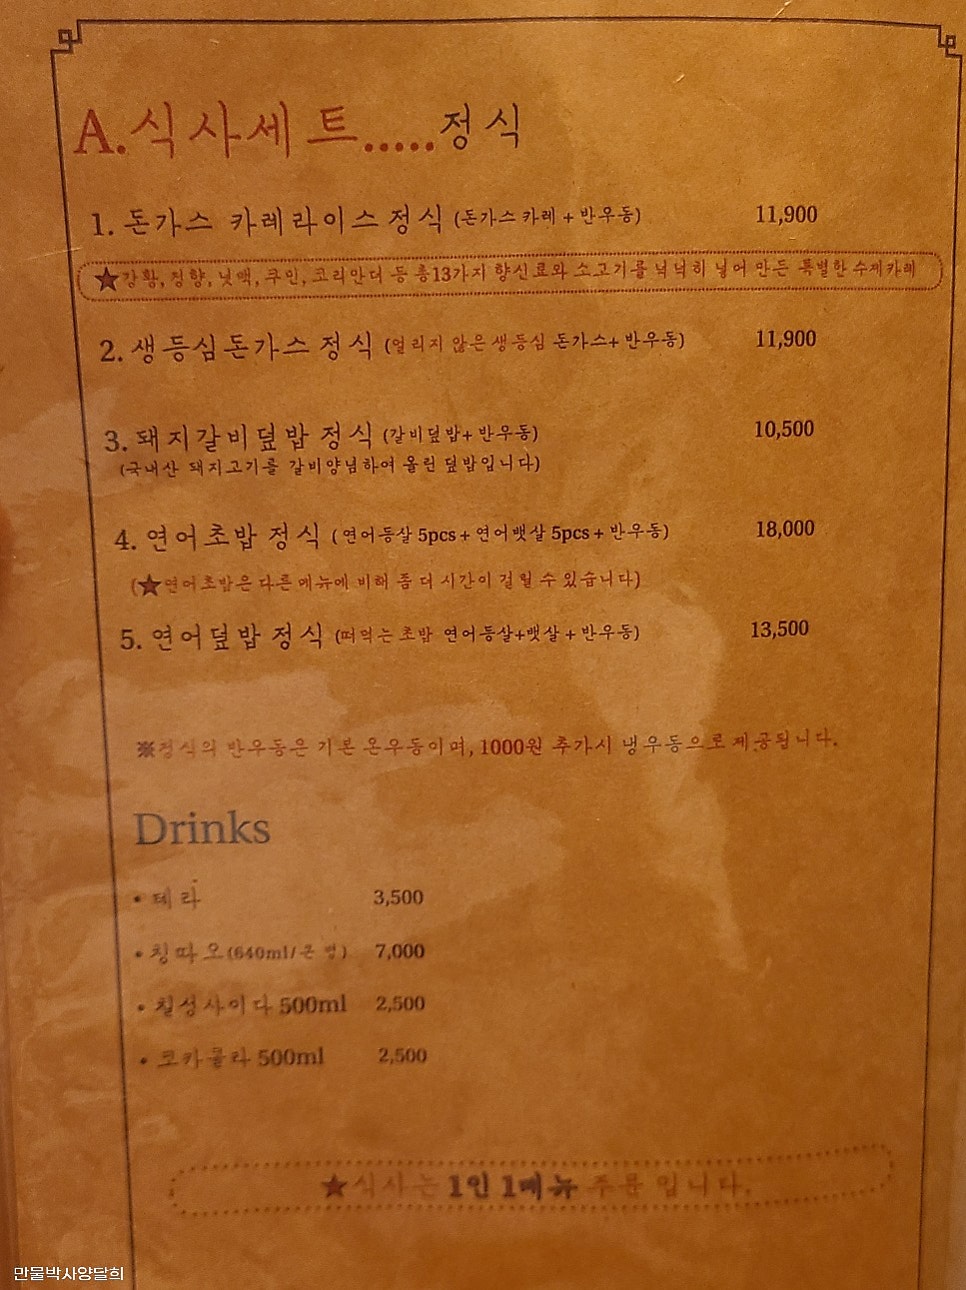 A. 식사세트.....정식
1. 돈가스 카레라이스 정식 (돈가스카레 + 반우동) 11,900
★강황, 정향, 넛맥, 쿠민, 코리안더 등 총13가지 향신료와 소고기를 넉넉히 넣어 만든 특별한 수제카레
2. 생등심돈가스 정식 (얼리지 않은 생등심 돈가스+ 반우동) 11,900
3. 돼지갈비덮밥 정식 (갈비덮밥+ 반우동) 10,500
(국내산 돼지고기를 갈비양념하여 올린 덮밥입니다)
4. 연어초밥 정식 ( 연어등살 5pcs + 연어뱃살 5pcs + 반우동) 18,000
(★연어초밥은 다른 메뉴에 비해 좀 더 시간이 걸릴 수 있습니다)
5. 연어덮밥 정식 (떠먹는 초밥 연어등살+뱃살 + 반우동) 13,500
※정식의 반우동은 기본 온우동이며, 1000원 추가시 냉우동으로 제공됩니다.
Drinks
• 테라 3,500
• 칭따오(640ml/큰 병) 7,000
• 칠성사이다 500ml 2,500
• 코카콜라 500ml 2,500
★식사는 1인 1메뉴 주문 입니다.
만물박사양달희